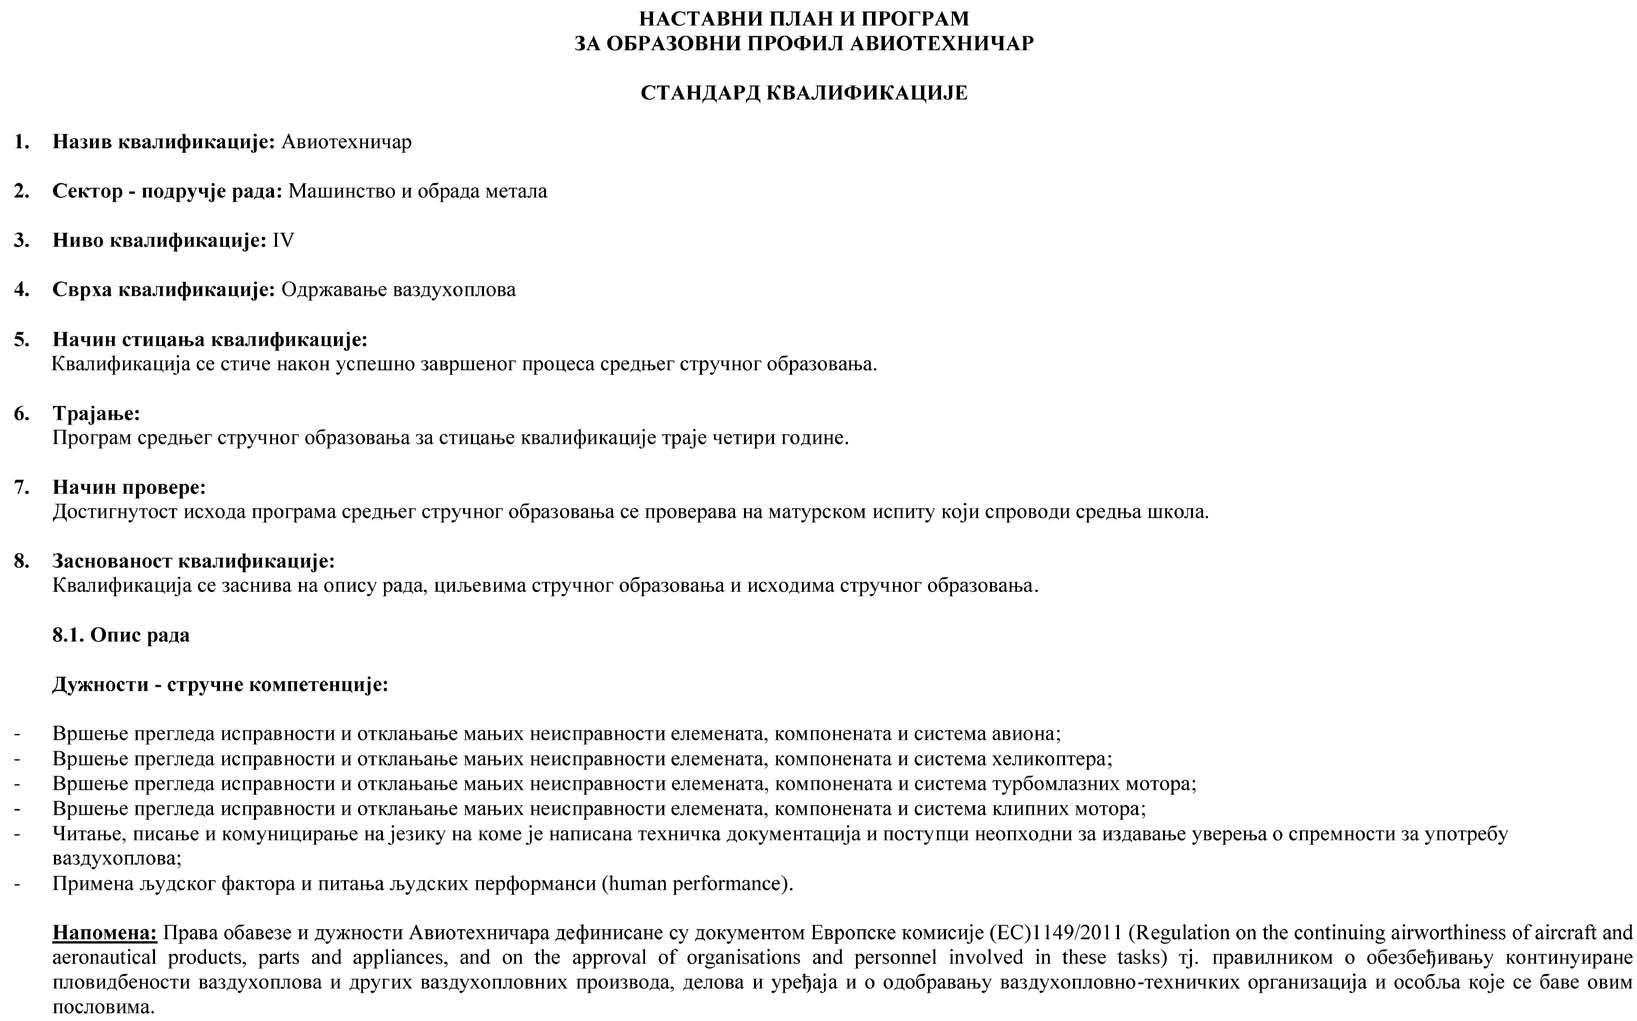 НАСТАВНИ ПЛАН И ПРОГРАМ
ЗА ОБРАЗОВНИ ПРОФИЛ АВИОТЕХНИЧАР
СТАНДАРД КВАЛИФИКАЦИЈЕ
1. Назив квалификације: Авиотехничар
2. Сектор - подручје рада: Машинство и обрада метала
3. Ниво квалификације: IV
4. Сврха квалификације: Одржавање ваздухоплова
5. Начин стицања квалификације:
Квалификација се стиче након успешно завршеног процеса средњег стручног образовања.
6. Трајање:
Програм средњег стручног образовања за стицање квалификације траје четири године.
7. Начин провере:
Достигнутост исхода програма средњег стручног образовања се проверава на матурском испиту који спроводи средња школа.
8. Заснованост квалификације:
Квалификација се заснива на опису рада, циљевима стручног образовања и исходима стручног образовања.
8.1. Опис рада
Дужности - стручне компетенције:
- Вршење прегледа исправности и отклањање мањих неисправности елемената, компонената и система авиона;
- Вршење прегледа исправности и отклањање мањих неисправности елемената, компонената и система хеликоптера;
- Вршење прегледа исправности и отклањање мањих неисправности елемената, компонената и система турбомлазних мотора;
- Вршење прегледа исправности и отклањање мањих неисправности елемената, компонената и система клипних мотора;
- Читање, писање и комуницирање на језику на коме је написана техничка документација и поступци неопходни за издавање уверења о спремности за употребу
ваздухоплова;
- Примена људског фактора и питања људских перформанси (human performance).
Напомена: Права обавезе и дужности Авиотехничара дефинисане су документом Европске комисије (EC)1149/2011 (Regulation on the continuing airworthiness of aircraft and
aeronautical products, parts and appliances, and on the approval of organisations and personnel involved in these tasks) тј. правилником о обезбеђивању континуиране
пловидбености ваздухоплова и других ваздухопловних производа, делова и уређаја и о одобравању ваздухопловно-техничких организација и особља које се баве овим
пословима.